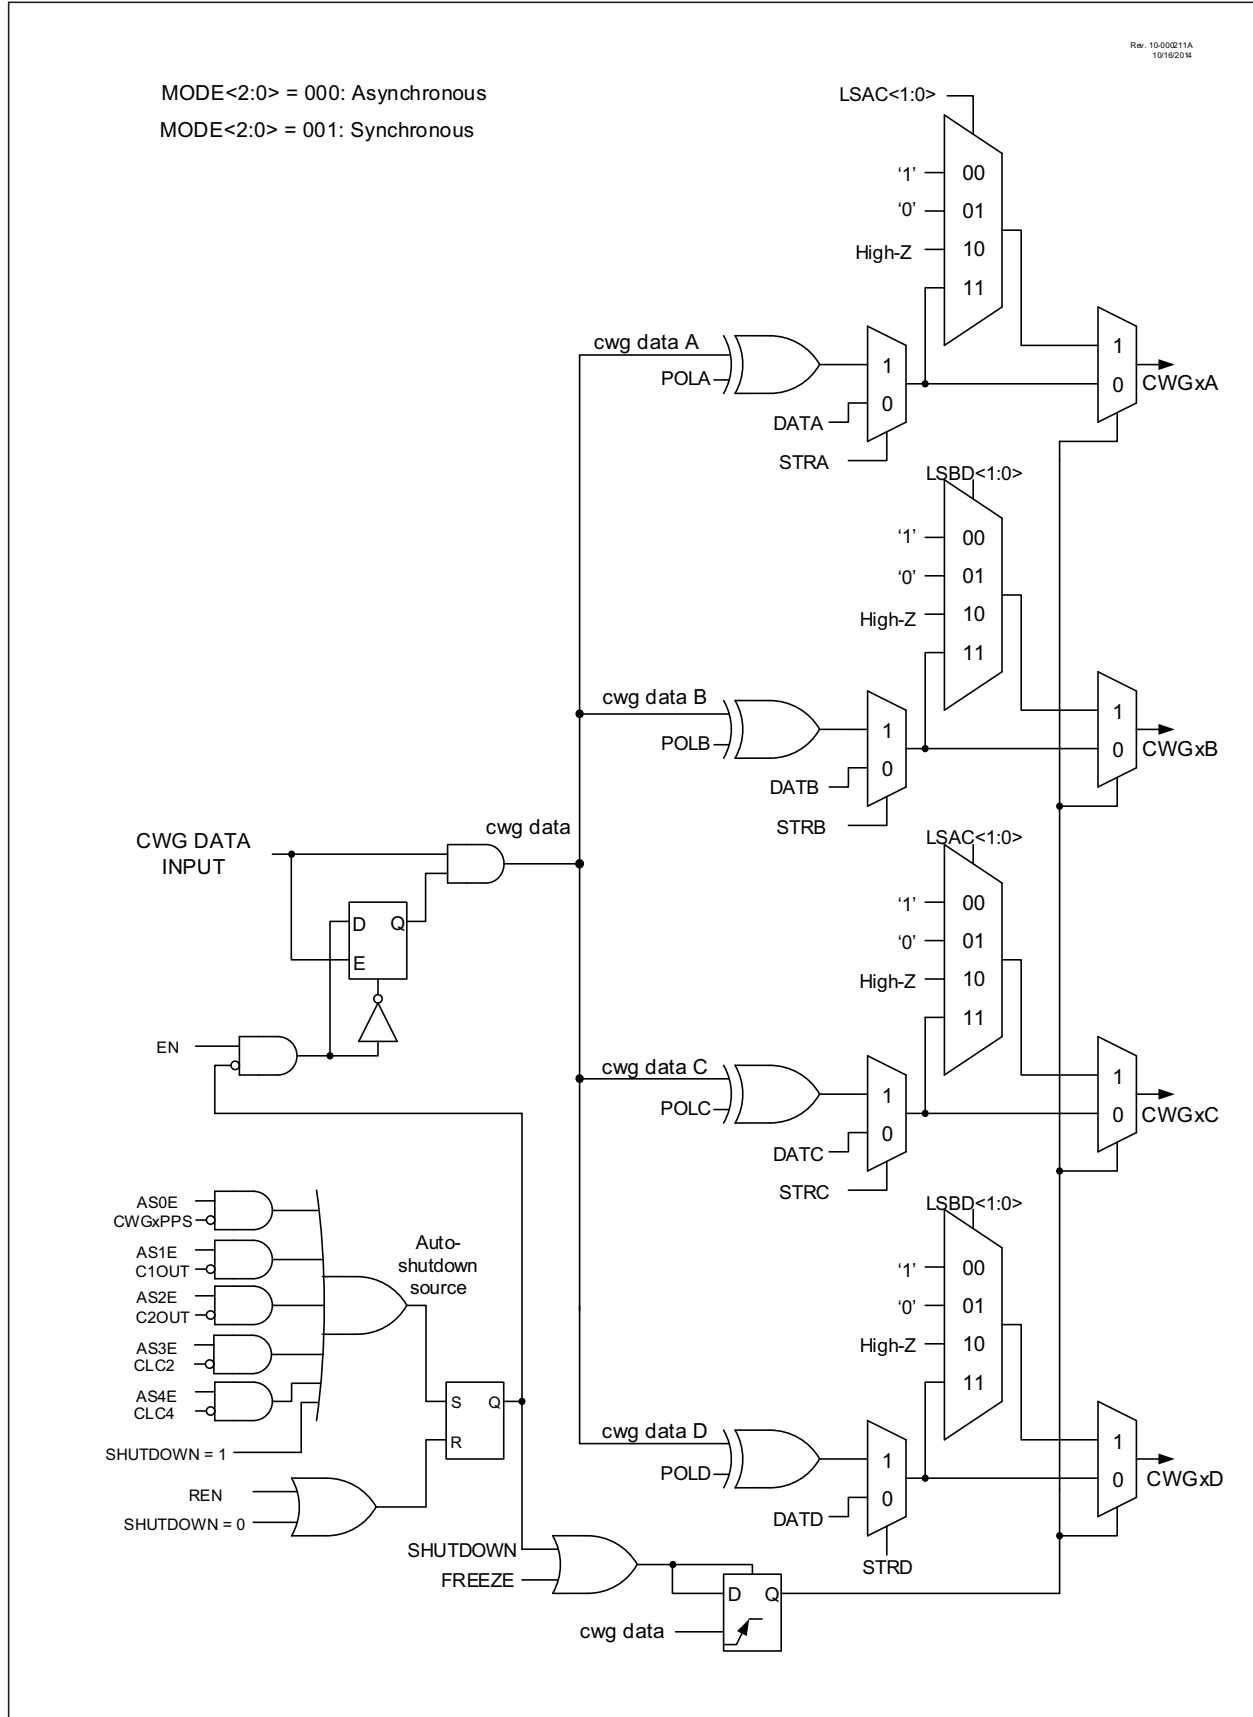 Rev. 10-000211A
10/16/2014
MODE<2:0> = 000: Asynchronous
MODE<2:0> = 001: Synchronous
LSAC<1:0>
‘1’
00
‘0’
01
High-Z
10
11
cwg data A
POLA
1
0
DATA
STRA
1
0
CWGxA
LSBD<1:0>
‘1’
00
‘0’
01
High-Z
10
11
cwg data B
POLB
1
0
DATB
STRB
1
0
CWGxB
CWG DATA
INPUT
cwg data
D
Q
E
EN
LSAC<1:0>
‘1’
00
‘0’
01
High-Z
10
11
cwg data C
POLC
1
0
DATC
STRC
1
0
CWGxC
AS0E
CWGxPPS
AS1E
C1OUT
AS2E
C2OUT
AS3E
CLC2
AS4E
CLC4
SHUTDOWN = 1
Auto-
shutdown
source
S
Q
R
REN
SHUTDOWN = 0
LSBD<1:0>
‘1’
00
‘0’
01
High-Z
10
11
cwg data D
POLD
1
0
DATD
STRD
1
0
CWGxD
SHUTDOWN
FREEZE
D
Q
cwg data